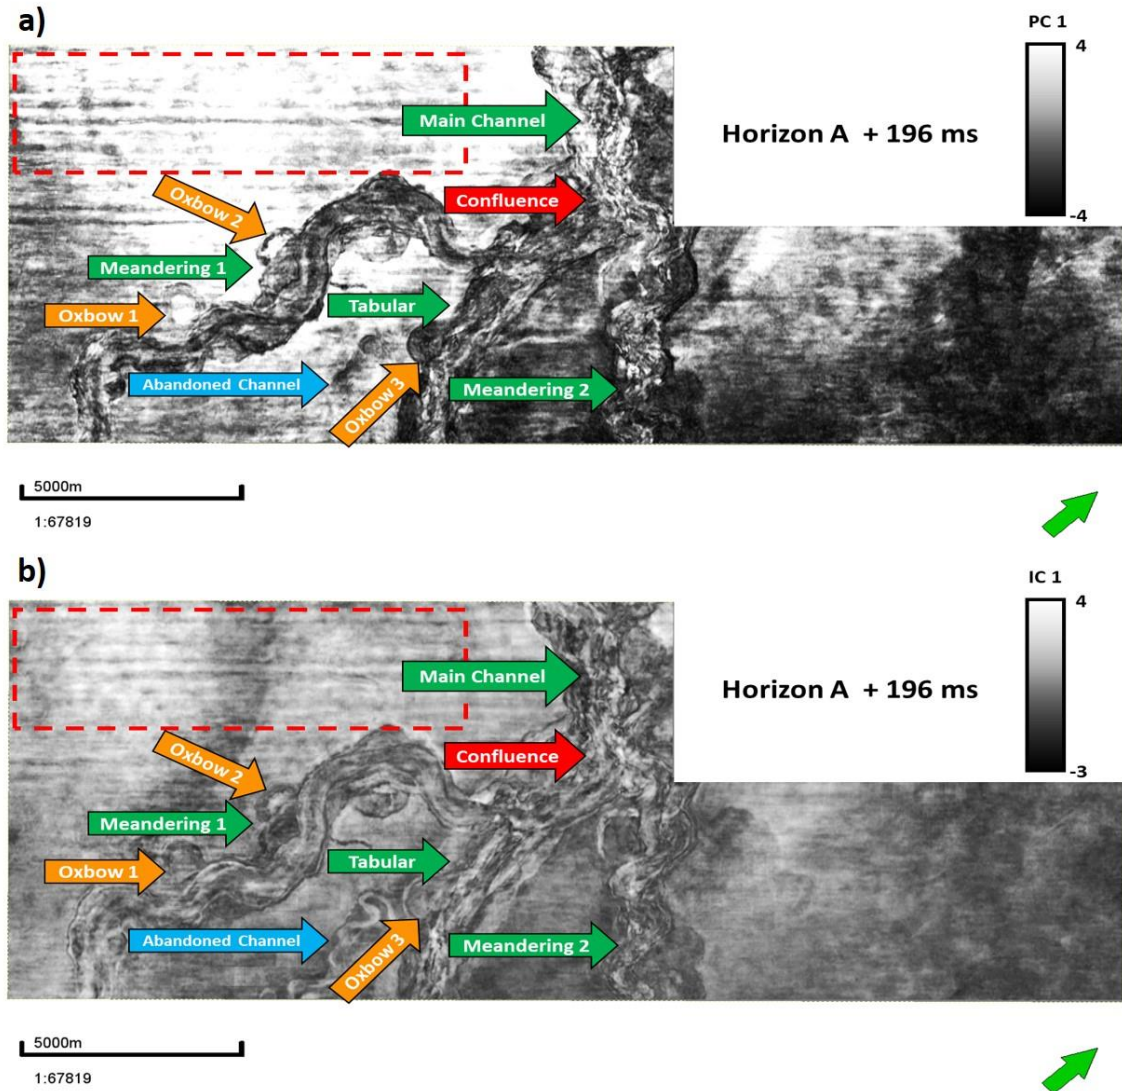 a)
PC 1
4
-4
Main Channel
Horizon A + 196 ms
Oxbow 2
Confluence
Meandering 1
Oxbow 1
Tabular
Abandoned Channel
Oxbow 3
Meandering 2
5000m
1:67819
b)
IC 1
4
-3
Main Channel
Horizon A + 196 ms
Oxbow 2
Confluence
Meandering 1
Oxbow 1
Tabular
Abandoned Channel
Oxbow 3
Meandering 2
5000m
1:67819